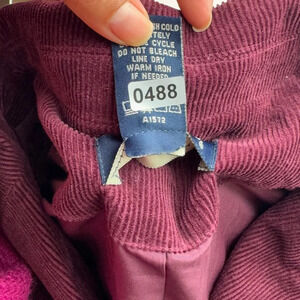 COLD
CYCLE
DO NOT BLEACH
LINE DRY
WARM IRON
IF NEEDED
0488
A1572